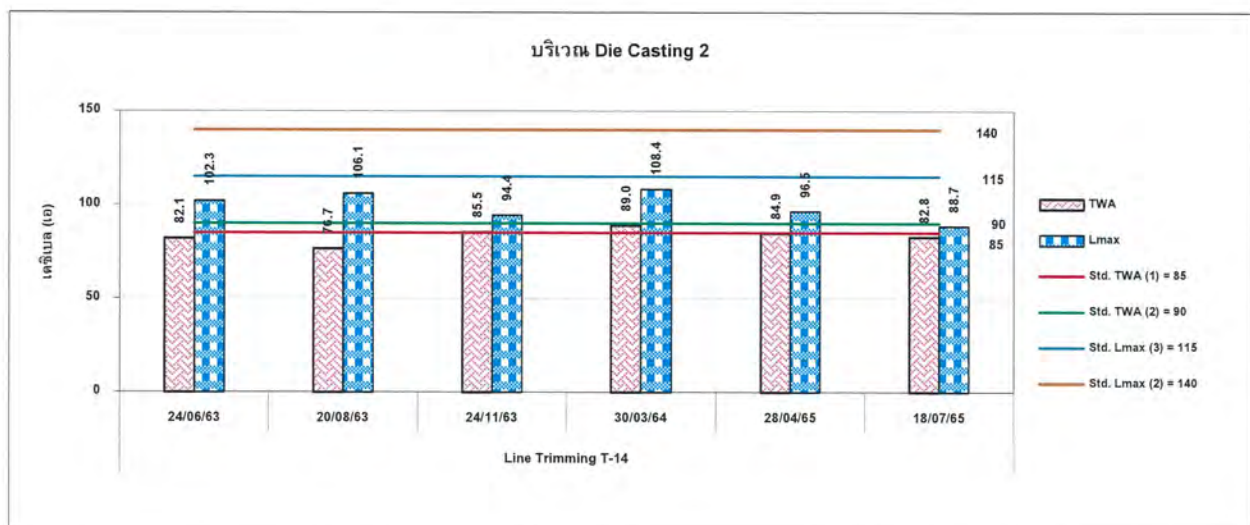 บริเวณ Die Casting 2
เดซิเบล (เอ)
150
100
50
0
82.1
102.3
76.7
106.1
85.5
94.4
89.0
108.4
84.9
96.5
82.8
88.7
140
115
90
85
24/06/63
20/08/63
24/11/63
30/03/64
28/04/65
18/07/65
Line Trimming T-14
TWA
Lmax
Std. TWA (1) = 85
Std. TWA (2) = 90
Std. Lmax (3) = 115
Std. Lmax (2) = 140